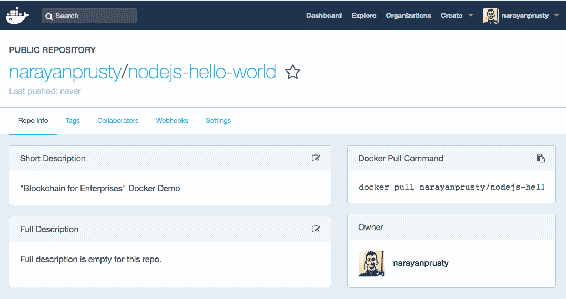 Search
Dashboard Explore Organizations Create narayanprusty
PUBLIC REPOSITORY
narayanprusty/nodejs-hello-world
Last pushed: never
Repo Info Tags Collaborators Webhooks Settings
Short Description
"Blockchain for Enterprises" Docker Demo
Full Description
Full description is empty for this repo.
Docker Pull Command
docker pull narayanprusty/nodejs-hell
Owner
narayanprusty